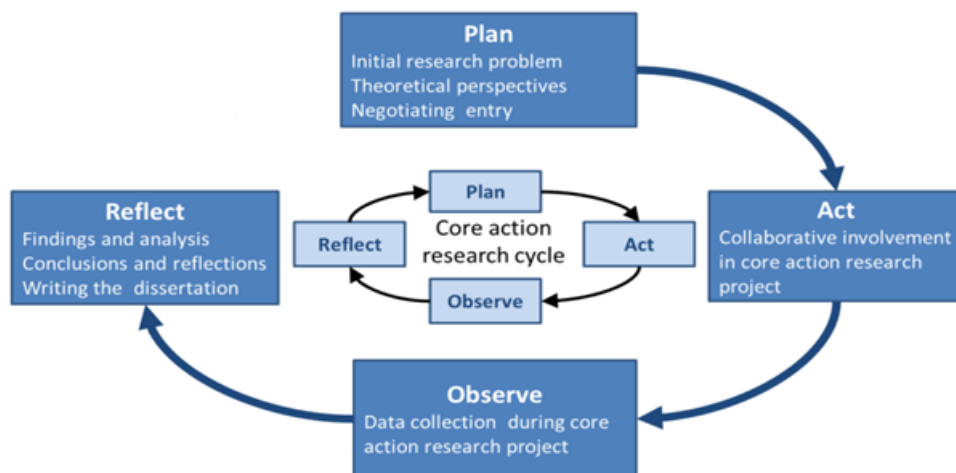 Plan
Initial research problem
Theoretical perspectives
Negotiating entry
Reflect
Findings and analysis
Conclusions and reflections
Writing the dissertation
Plan
Reflect
Core action
research cycle
Act
Observe
Act
Collaborative involvement
in core action research
project
Observe
Data collection during core
action research project